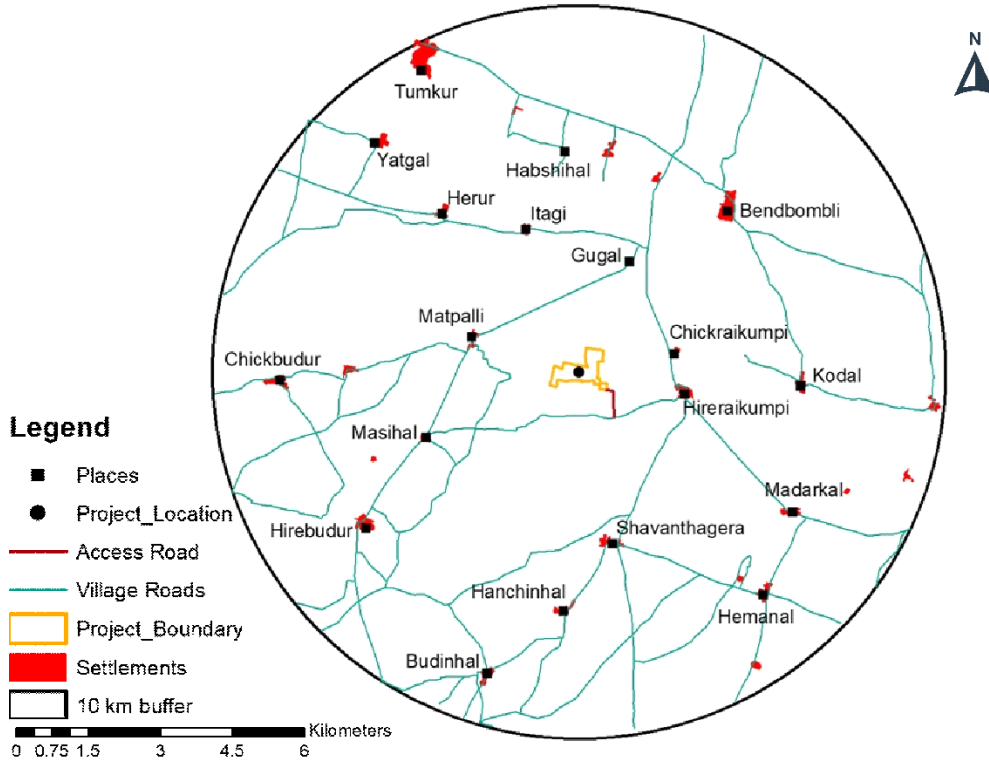 N
Tumkur
Yatgal
Habshihal
Herur
Itagi
Bendbombli
Gugal
Matpalli
Chickraikumpi
Chickbudur
Kodal
Hireraikumpi
Masihal
Madarkal
Hirebudur
Shavanthagera
Hanchinhal
Hemanal
Budinhal
Legend
Places
Project_Location
Access Road
Village Roads
Project_Boundary
Settlements
10 km buffer
Kilometers
0 0.75 1.5 3 4.5 6